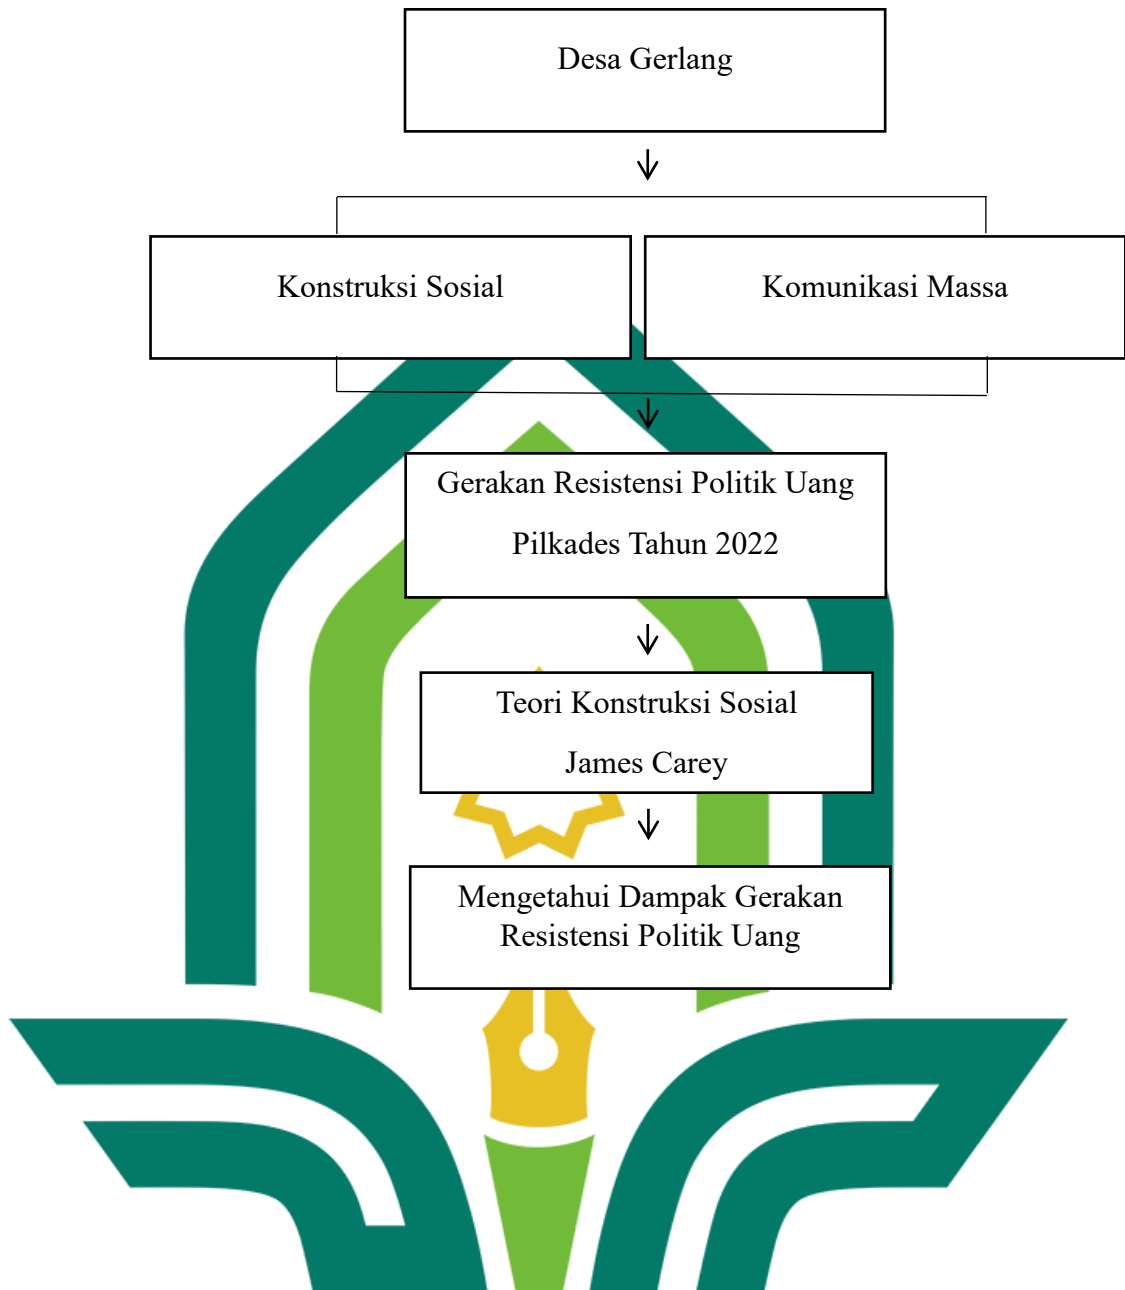 Desa Gerlang
Konstruksi Sosial
Komunikasi Massa
Gerakan Resistensi Politik Uang
Pilkades Tahun 2022
Teori Konstruksi Sosial
James Carey
Mengetahui Dampak Gerakan
Resistensi Politik Uang